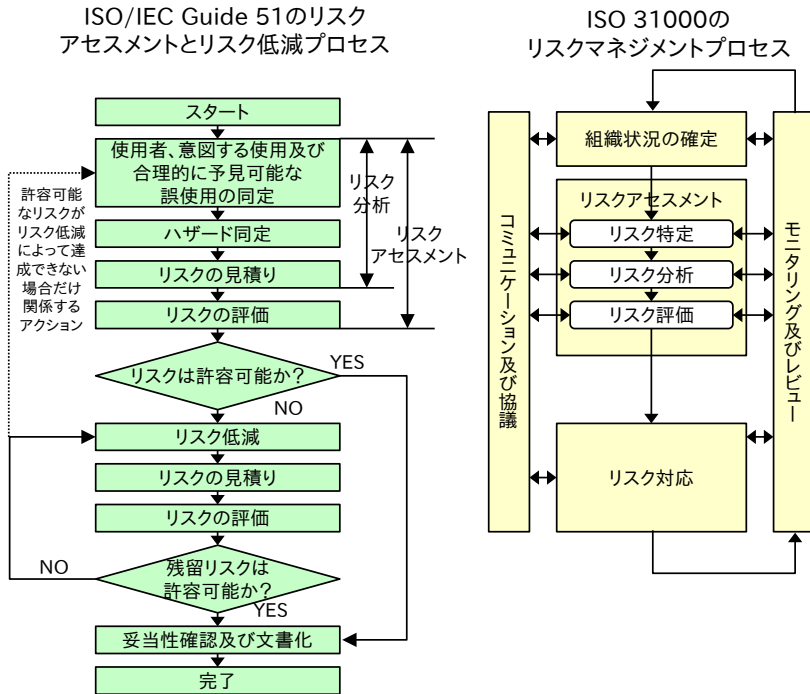 ISO/IEC Guide 51のリスク
アセスメントとリスク低減プロセス
スタート
使用者、意図する使用及び
合理的に予見可能な
誤使用の同定
ハザード同定
リスクの見積り
リスクの評価
リスクは許容可能か?
YES
NO
リスク低減
リスクの見積り
リスクの評価
残留リスクは
許容可能か?
NO
YES
妥当性確認及び文書化
完了
許容可能
なリスクが
リスク低減
によって達
成できない
場合だけ
関係する
アクション
リスク
分析
リスク
アセスメント
ISO 31000の
リスクマネジメントプロセス
コミュニケーション及び協議
組織状況の確定
リスクアセスメント
リスク特定
リスク分析
リスク評価
リスク対応
モニタリング及びレビュー